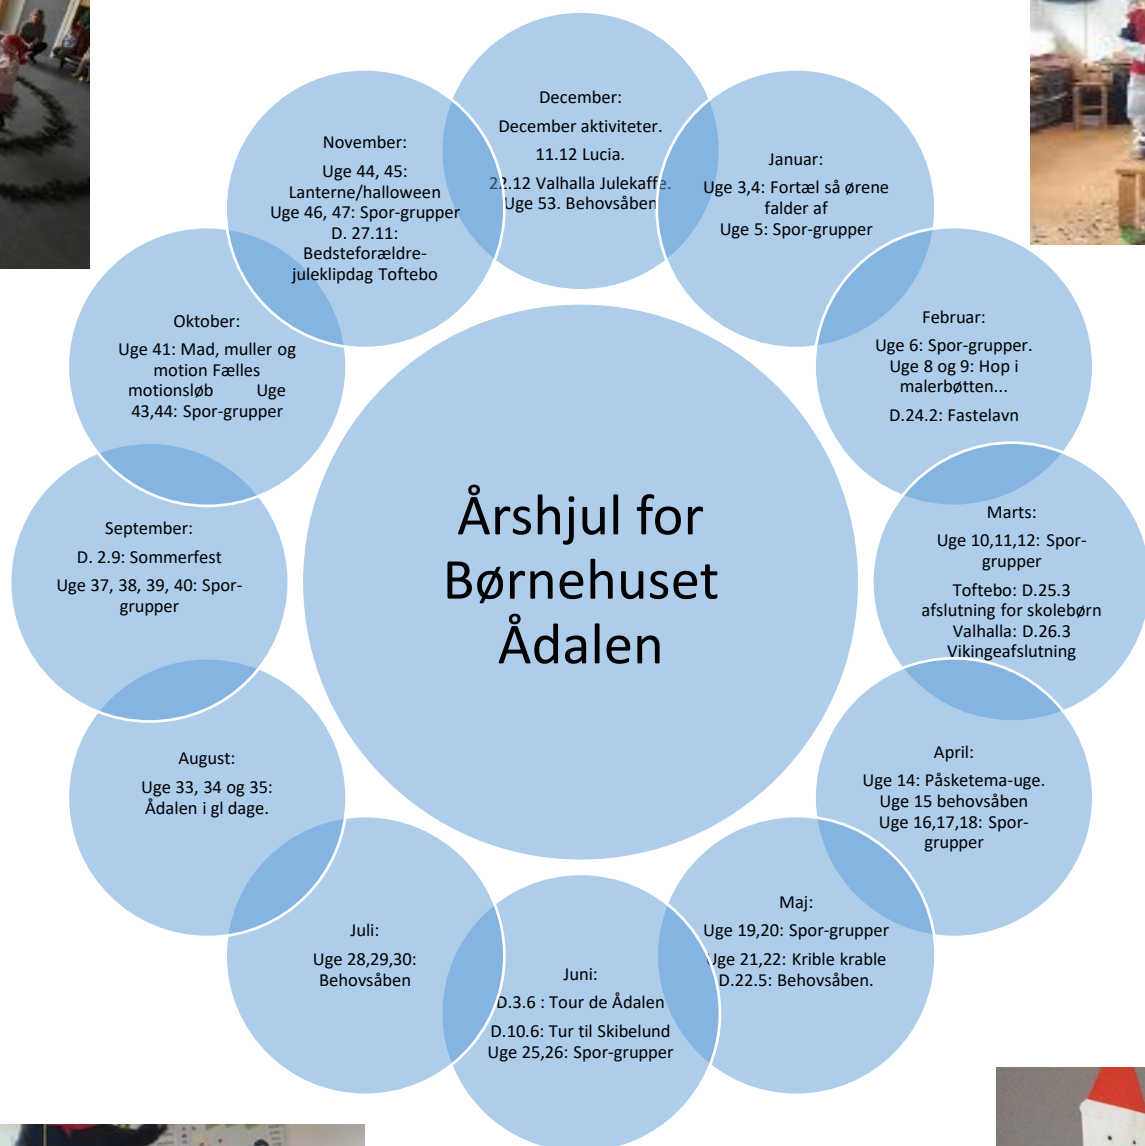 Årshjul for
Børnehuset
Ådalen
December:
December aktiviteter.
11.12 Lucia.
22.12 Valhalla Julekaffe.
Uge 53. Behovsåben
Januar:
Uge 3,4: Fortæl så ørene
falder af
Uge 5: Spor-grupper
Februar:
Uge 6: Spor-grupper.
Uge 8 og 9: Hop i
malerbøtten...
D.24.2: Fastelavn
Marts:
Uge 10,11,12: Spor-
grupper
Toftebo: D.25.3
afslutning for skolebørn
Valhalla: D.26.3
Vikingeafslutning
April:
Uge 14: Påsketema-uge.
Uge 15 behovsåben
Uge 16,17,18: Spor-
grupper
Maj:
Uge 19,20: Spor-grupper
Uge 21,22: Krible krable
D.22.5: Behovsåben.
Juni:
D.3.6 : Tour de Ådalen
D.10.6: Tur til Skibelund
Uge 25,26: Spor-grupper
Juli:
Uge 28,29,30:
Behovsåben
August:
Uge 33, 34 og 35:
Ådalen i gl dage.
September:
D. 2.9: Sommerfest
Uge 37, 38, 39, 40: Spor-
grupper
Oktober:
Uge 41: Mad, muller og
motion Fælles
motionsløb Uge
43,44: Spor-grupper
November:
Uge 44, 45:
Lanterne/halloween
Uge 46, 47: Spor-grupper
D. 27.11:
Bedsteforældre-
juleklipdag Toftebo